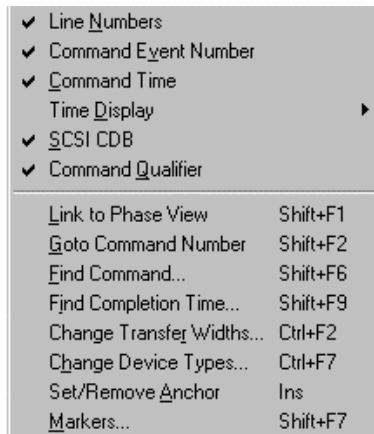 Line Numbers
Command Event Number
Command Time
Time Display
SCSI CDB
Command Qualifier
Link to Phase View Shift+F1
Goto Command Number Shift+F2
Find Command... Shift+F6
Find Completion Time... Shift+F9
Change Transfer Widths... Ctrl+F2
Change Device Types... Ctrl+F7
Set/Remove Anchor Ins
Markers... Shift+F7